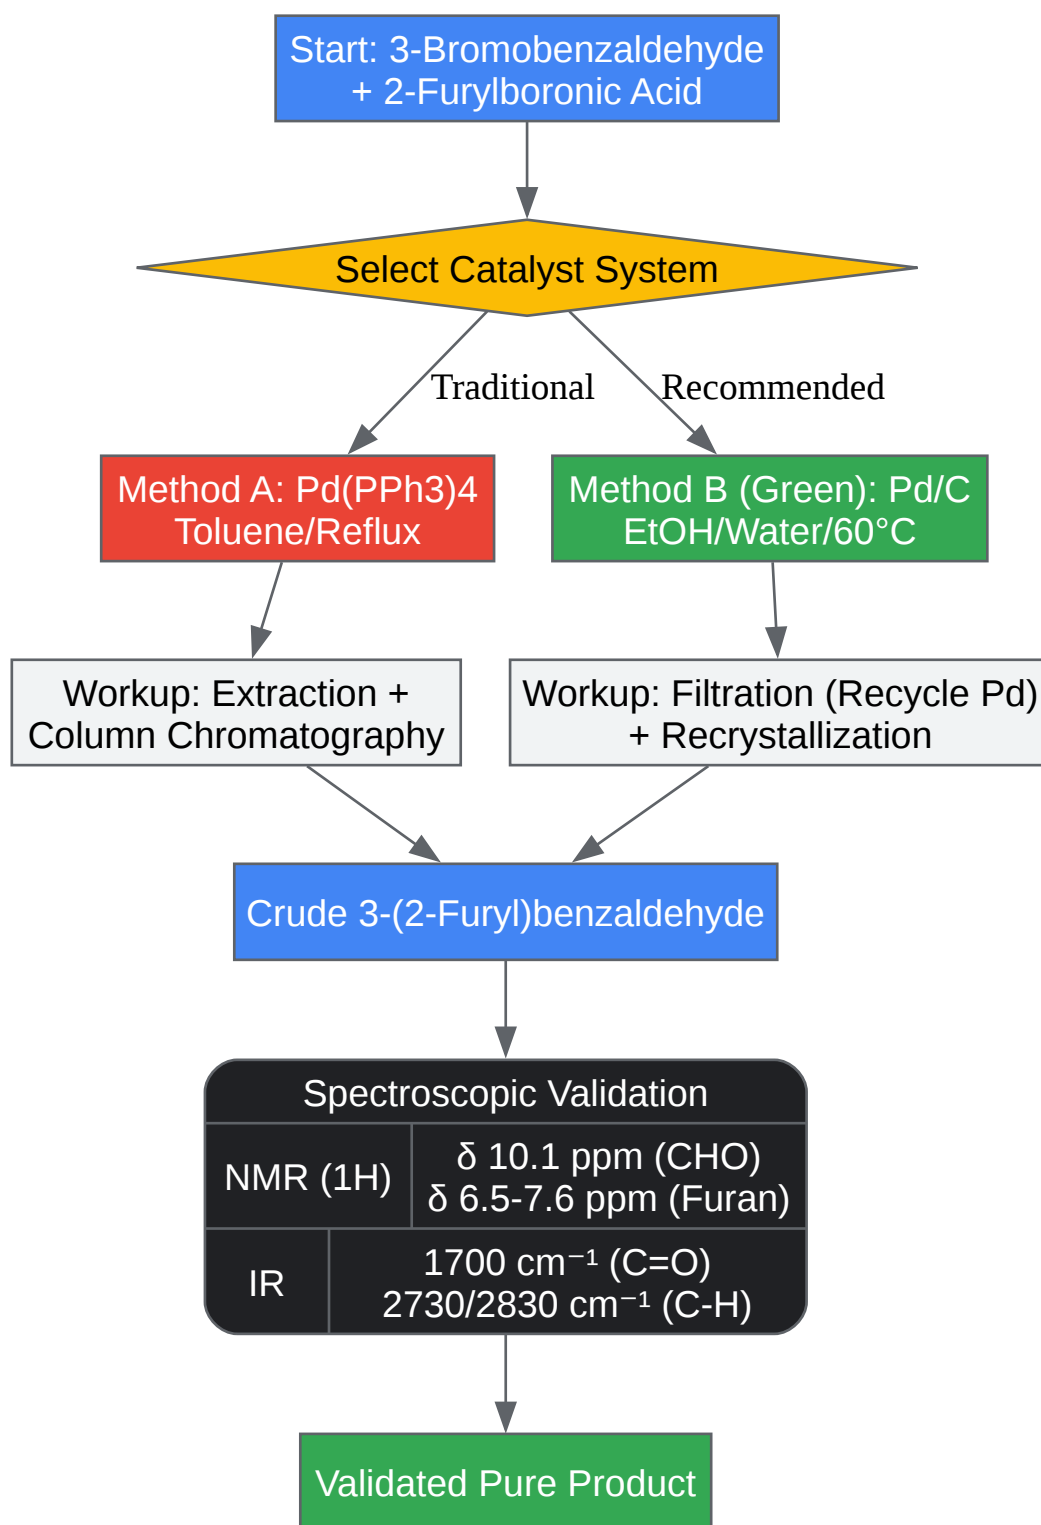 Start: 3-Bromobenzaldehyde
+ 2-Furylboronic Acid
Select Catalyst System
Traditional
Recommended
Method A: Pd(PPh3)4
Toluene/Reflux
Method B (Green): Pd/C
EtOH/Water/60°C
Workup: Extraction +
Column Chromatography
Workup: Filtration (Recycle Pd)
+ Recrystallization
Crude 3-(2-Furyl)benzaldehyde
Spectroscopic Validation
NMR (1H)
δ 10.1 ppm (CHO)
δ 6.5-7.6 ppm (Furan)
IR
1700 cm⁻¹ (C=O)
2730/2830 cm⁻¹ (C-H)
Validated Pure Product